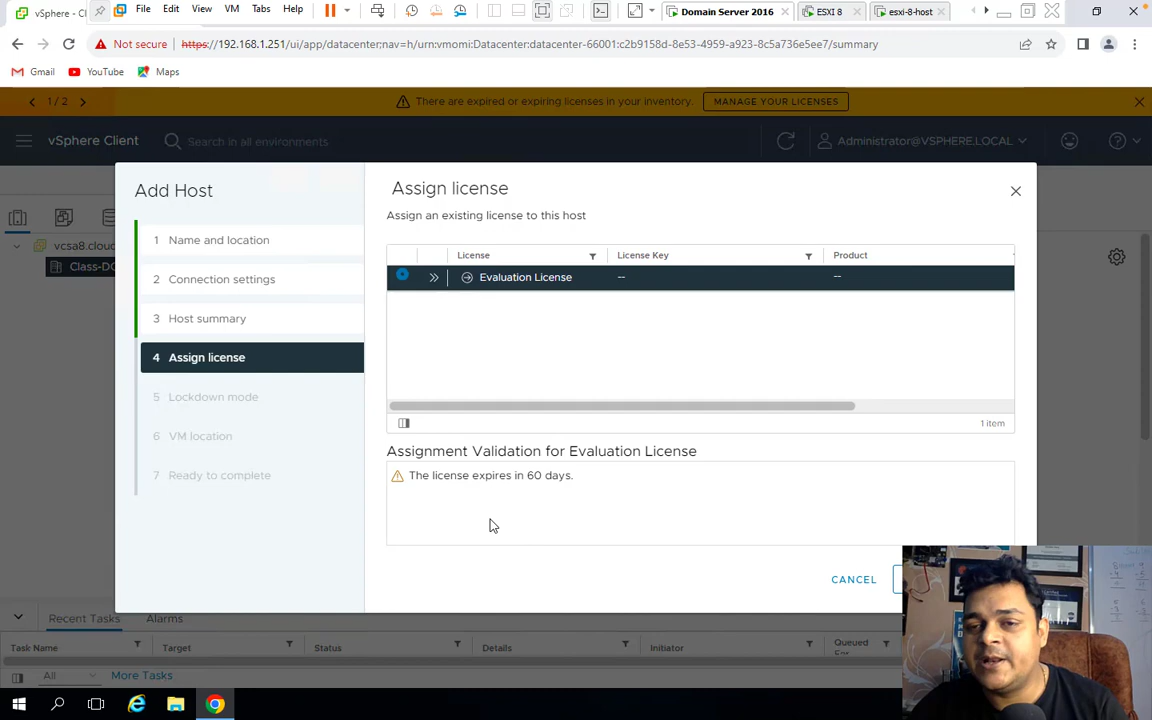 vSphere - Cl
File Edit View VM Tabs Help
Domain Server 2016
ESXI 8
esxi-8-host
Not secure
https://192.168.1.251/ui/app/datacenter;nav=h/urn:vmomi:Datacenter:datacenter-66001:c2b9158d-8e53-4959-a923-8c5a736e5ee7/summary
Gmail YouTube Maps
1 / 2
There are expired or expiring licenses in your inventory.
MANAGE YOUR LICENSES
vSphere Client
Search in all environments
Administrator@VSPHERE.LOCAL
vcsa8.cloud
Class-DC
Add Host
1 Name and location
2 Connection settings
3 Host summary
4 Assign license
5 Lockdown mode
6 VM location
7 Ready to complete
Assign license
Assign an existing license to this host
License License Key Product
Evaluation License -- --
1 item
Assignment Validation for Evaluation License
The license expires in 60 days.
CANCEL
Recent Tasks Alarms
Task Name Target Status Details Initiator Queued
For
All More Tasks